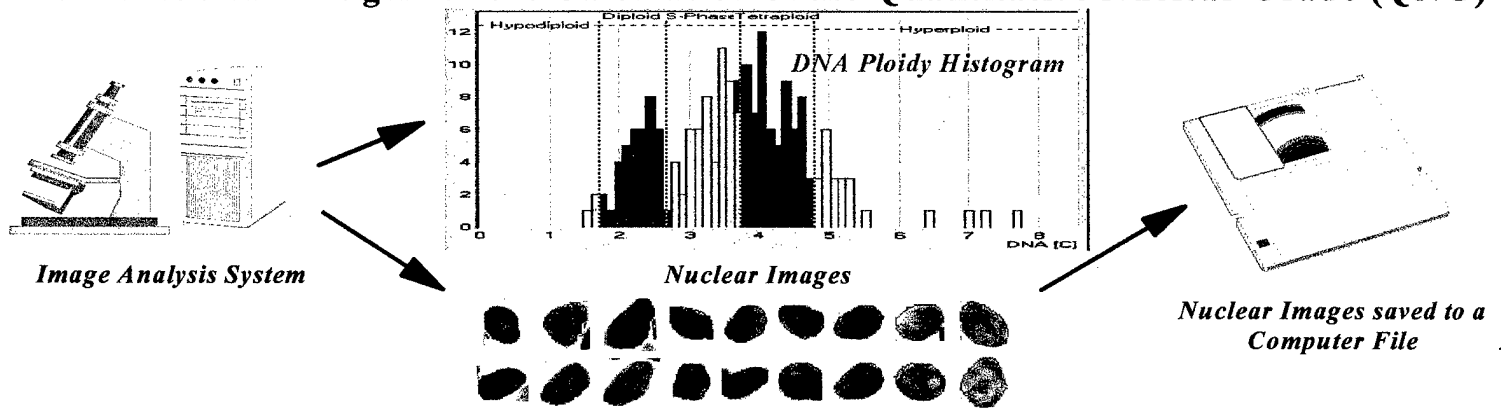 Hypodiploid
Diploid S-Phase Tetraploid
Hyperploid
DNA Ploidy Histogram
12
10
8
6
4
2
0
0 1 2 3 4 5 6 7 8
DNA [C]
Image Analysis System
Nuclear Images
Nuclear Images saved to a
Computer File